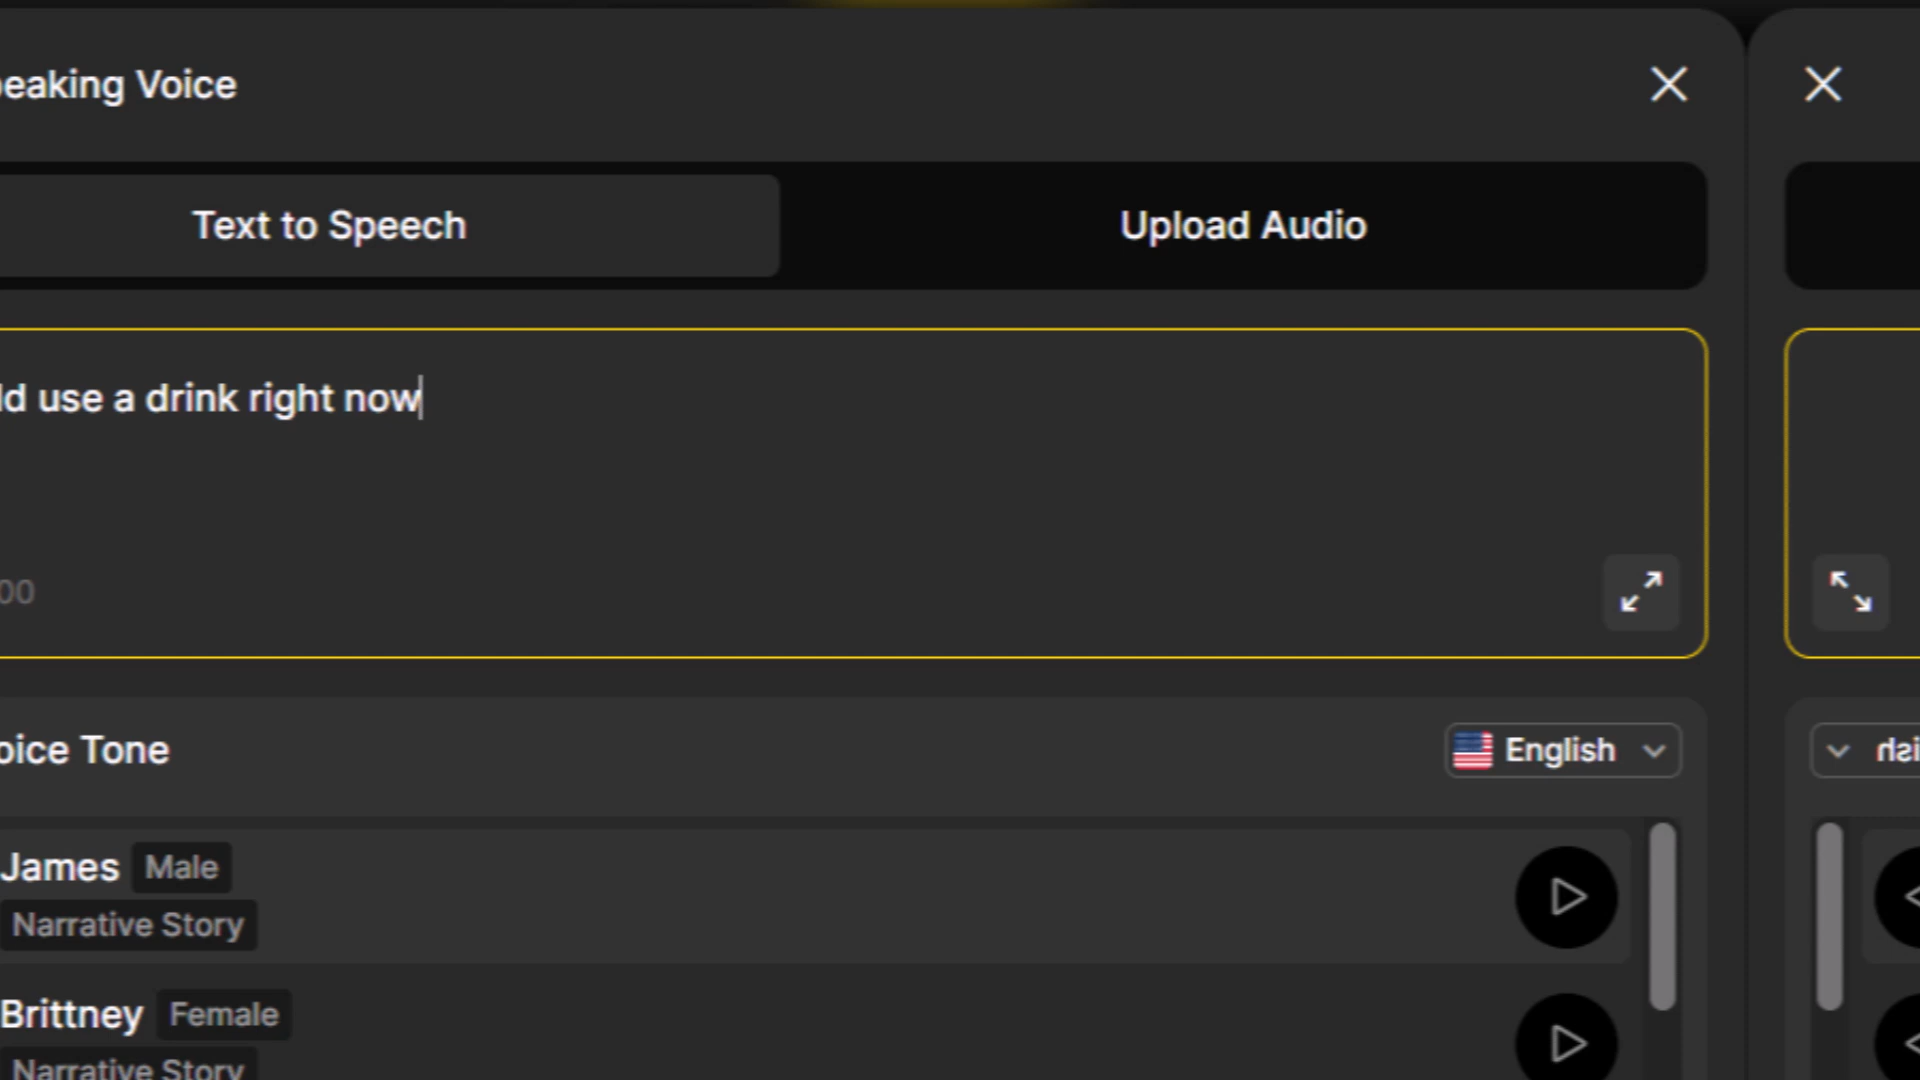 eaking Voice
Text to Speech
Upload Audio
ld use a drink right now
00
oice Tone
English
James Male
Narrative Story
Brittney Female
Narrative Story